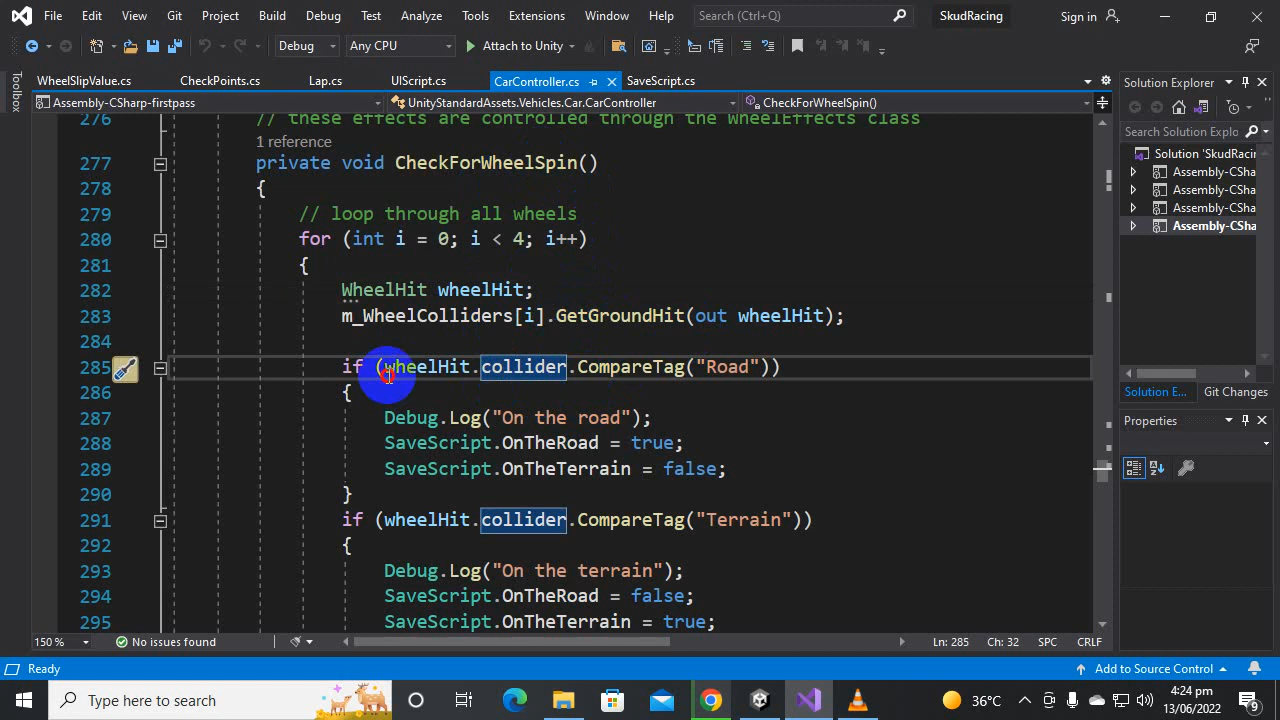 File Edit View Git Project Build Debug Test Analyze Tools Extensions Window Help Search (Ctrl+Q) SkudRacing Sign in
Debug Any CPU Attach to Unity
WheelSlipValue.cs CheckPoints.cs Lap.cs UIScript.cs CarController.cs SaveScript.cs
Assembly-CSharp-firstpass UnityStandardAssets.Vehicles.Car.CarController CheckForWheelSpin()
Toolbox
276 // these effects are controlled through the WheelEffects class
1 reference
277 private void CheckForWheelSpin()
278 {
279 // loop through all wheels
280 for (int i = 0; i < 4; i++)
281 {
282 WheelHit wheelHit;
283 m_WheelColliders[i].GetGroundHit(out wheelHit);
284
285 if (wheelHit.collider.CompareTag("Road"))
286 {
287 Debug.Log("On the road");
288 SaveScript.OnTheRoad = true;
289 SaveScript.OnTheTerrain = false;
290 }
291 if (wheelHit.collider.CompareTag("Terrain"))
292 {
293 Debug.Log("On the terrain");
294 SaveScript.OnTheRoad = false;
295 SaveScript.OnTheTerrain = true;
150 % No issues found Ln: 285 Ch: 32 SPC CRLF
Solution Explorer
Search Solution Explo
Solution 'SkudRacin
Assembly-CSha
Assembly-CSha
Assembly-CSha
Assembly-CSha
Solution E... Git Changes
Properties
Ready Add to Source Control
Type here to search 36°C 4:24 pm
13/06/2022
9